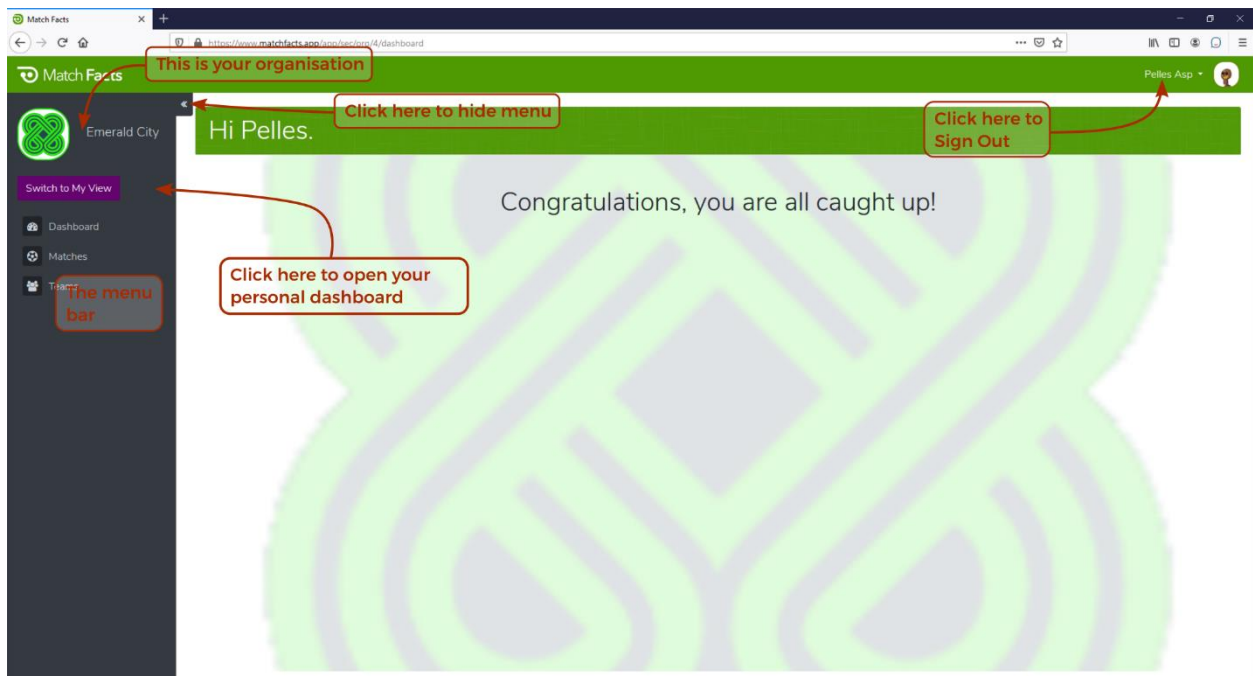 Match Facts
https://www.matchfacts.app/app/sec/org/4/dashboard
Match Facts
This is your organisation
Pelles Asp
Emerald City
Click here to hide menu
Hi Pelles.
Click here to
Sign Out
Switch to My View
Congratulations, you are all caught up!
Dashboard
Matches
Click here to open your
personal dashboard
Teams
The menu
bar